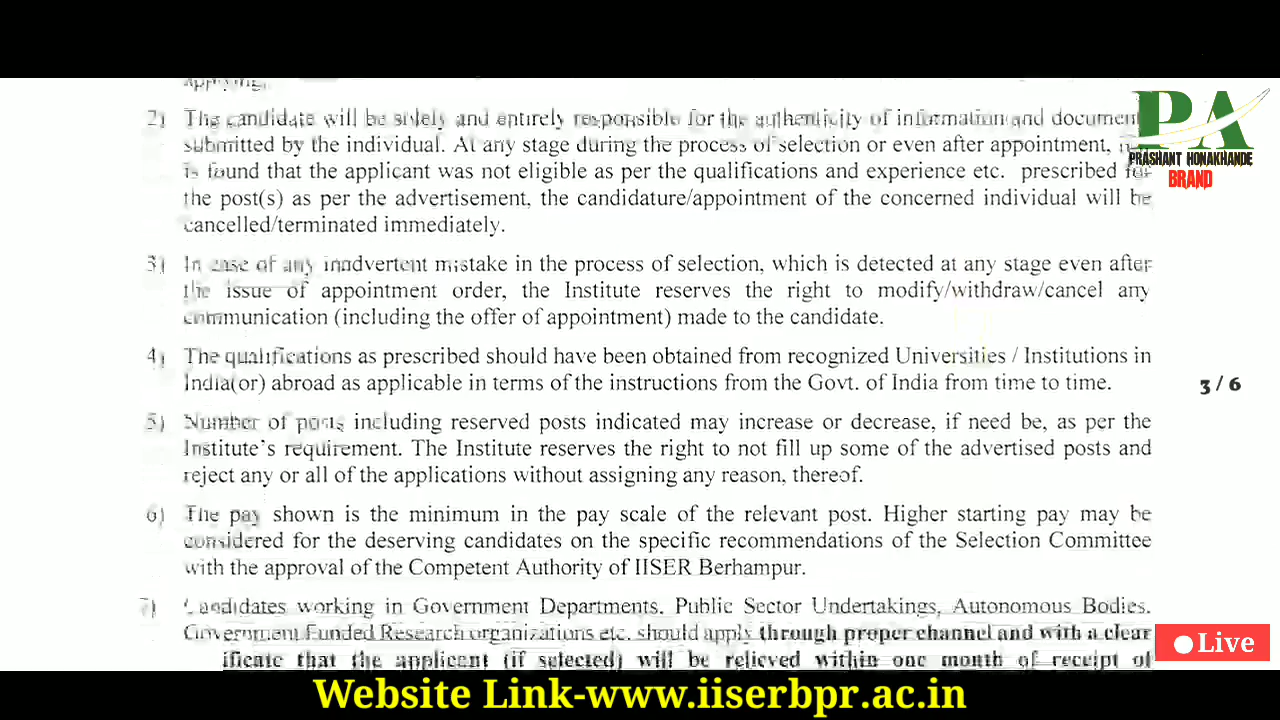 applying.
2) The candidate will be solely and entirely responsible for the authenticity of information and document
submitted by the individual. At any stage during the process of selection or even after appointment,
is found that the applicant was not eligible as per the qualifications and experience etc. prescribed for
the post(s) as per the advertisement, the candidature/appointment of the concerned individual will be
cancelled/terminated immediately.
3) In case of any inadvertent mistake in the process of selection, which is detected at any stage even after
the issue of appointment order, the Institute reserves the right to modify/withdraw/cancel any
communication (including the offer of appointment) made to the candidate.
4) The qualifications as prescribed should have been obtained from recognized Universities / Institutions in
India(or) abroad as applicable in terms of the instructions from the Govt. of India from time to time.
5) Number of posts including reserved posts indicated may increase or decrease, if need be, as per the
Institute's requirement. The Institute reserves the right to not fill up some of the advertised posts and
reject any or all of the applications without assigning any reason, thereof.
6) The pay shown is the minimum in the pay scale of the relevant post. Higher starting pay may be
considered for the deserving candidates on the specific recommendations of the Selection Committee
with the approval of the Competent Authority of IISER Berhampur.
7) Candidates working in Government Departments, Public Sector Undertakings, Autonomous Bodies,
Government Funded Research organizations etc. should apply through proper channel and with a clear
ificate that the applicant (if selected) will be relieved within one month of receipt of
PA
PRASHANT HONAKHANDE
BRAND
3 / 6
Live
Website Link-www.iiserbpr.ac.in